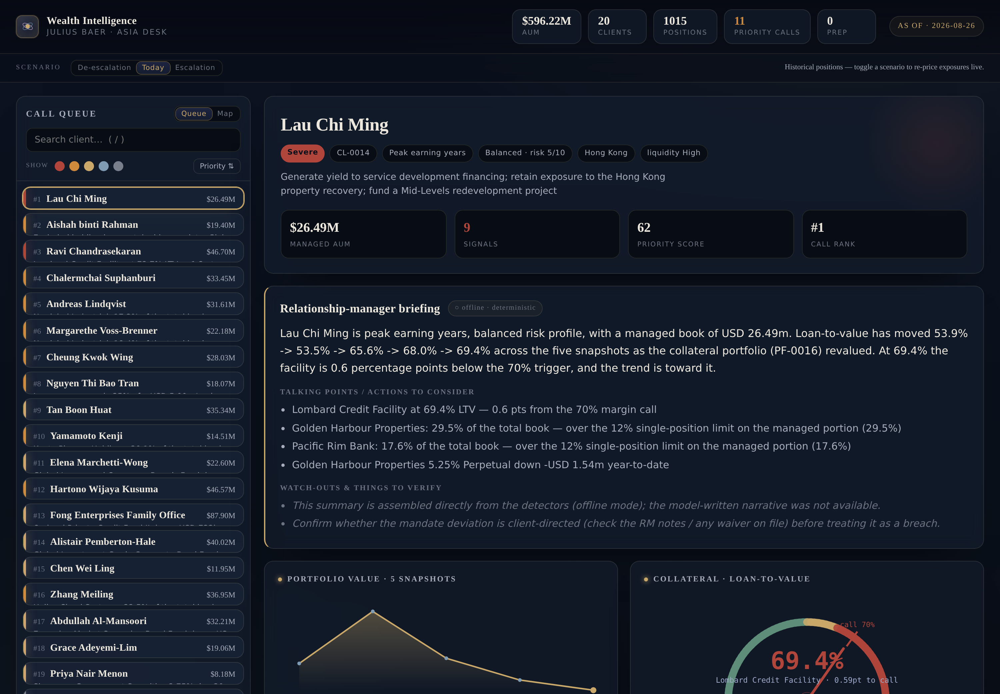 Wealth Intelligence
JULIUS BAER · ASIA DESK
$596.22M
AUM
20
CLIENTS
1015
POSITIONS
11
PRIORITY CALLS
0
PREP
AS OF · 2026-08-26
SCENARIO
De-escalation Today Escalation
Historical positions — toggle a scenario to re-price exposures live.
CALL QUEUE
Queue Map
Search client… ( / )
SHOW
Priority ⇅
#1 Lau Chi Ming $26.49M
#2 Aishah binti Rahman $19.40M
#3 Ravi Chandrasekaran $46.70M
#4 Chalermchai Suphanburi $33.45M
#5 Andreas Lindqvist $31.61M
#6 Margarethe Voss-Brenner $22.18M
#7 Cheung Kwok Wing $28.03M
#8 Nguyen Thi Bao Tran $18.07M
#9 Tan Boon Huat $35.34M
#10 Yamamoto Kenji $14.51M
#11 Elena Marchetti-Wong $22.60M
#12 Hartono Wijaya Kusuma $46.57M
#13 Fong Enterprises Family Office $87.90M
#14 Alistair Pemberton-Hale $40.02M
#15 Chen Wei Ling $11.95M
#16 Zhang Meiling $36.95M
#17 Abdullah Al-Mansoori $32.21M
#18 Grace Adeyemi-Lim $19.06M
#19 Priya Nair Menon $8.18M
Lau Chi Ming
Severe CL-0014 Peak earning years Balanced · risk 5/10 Hong Kong liquidity High
Generate yield to service development financing; retain exposure to the Hong Kong
property recovery; fund a Mid-Levels redevelopment project
$26.49M
MANAGED AUM
9
SIGNALS
62
PRIORITY SCORE
#1
CALL RANK
Relationship-manager briefing
○ offline · deterministic
Lau Chi Ming is peak earning years, balanced risk profile, with a managed book of USD 26.49m. Loan-to-value has moved 53.9%
-> 53.5% -> 65.6% -> 68.0% -> 69.4% across the five snapshots as the collateral portfolio (PF-0016) revalued. At 69.4% the
facility is 0.6 percentage points below the 70% trigger, and the trend is toward it.
TALKING POINTS / ACTIONS TO CONSIDER
• Lombard Credit Facility at 69.4% LTV — 0.6 pts from the 70% margin call
• Golden Harbour Properties: 29.5% of the total book — over the 12% single-position limit on the managed portion (29.5%)
• Pacific Rim Bank: 17.6% of the total book — over the 12% single-position limit on the managed portion (17.6%)
• Golden Harbour Properties 5.25% Perpetual down -USD 1.54m year-to-date
WATCH-OUTS & THINGS TO VERIFY
• This summary is assembled directly from the detectors (offline mode); the model-written narrative was not available.
• Confirm whether the mandate deviation is client-directed (check the RM notes / any waiver on file) before treating it as a breach.
PORTFOLIO VALUE · 5 SNAPSHOTS
COLLATERAL · LOAN-TO-VALUE
call 70%
69.4%
Lombard Credit Facility · 0.59pt to call